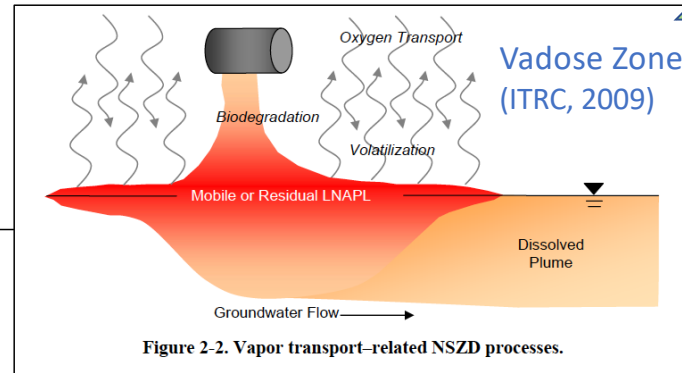 Oxygen Transport
Vadose Zone
(ITRC, 2009)
Biodegradation
Volatilization
Mobile or Residual LNAPL
Dissolved
Plume
Groundwater Flow
Figure 2-2. Vapor transport–related NSZD processes.